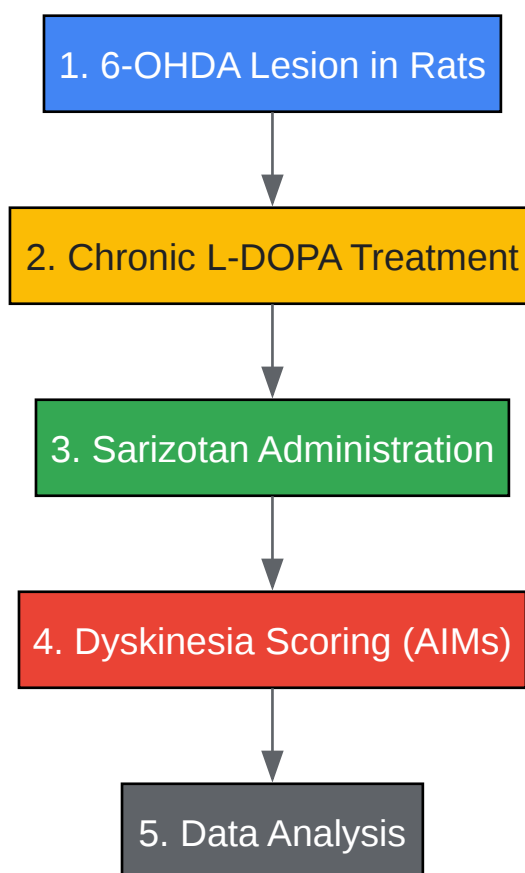 1. 6-OHDA Lesion in Rats
2. Chronic L-DOPA Treatment
3. Sarizotan Administration
4. Dyskinesia Scoring (AIMs)
5. Data Analysis